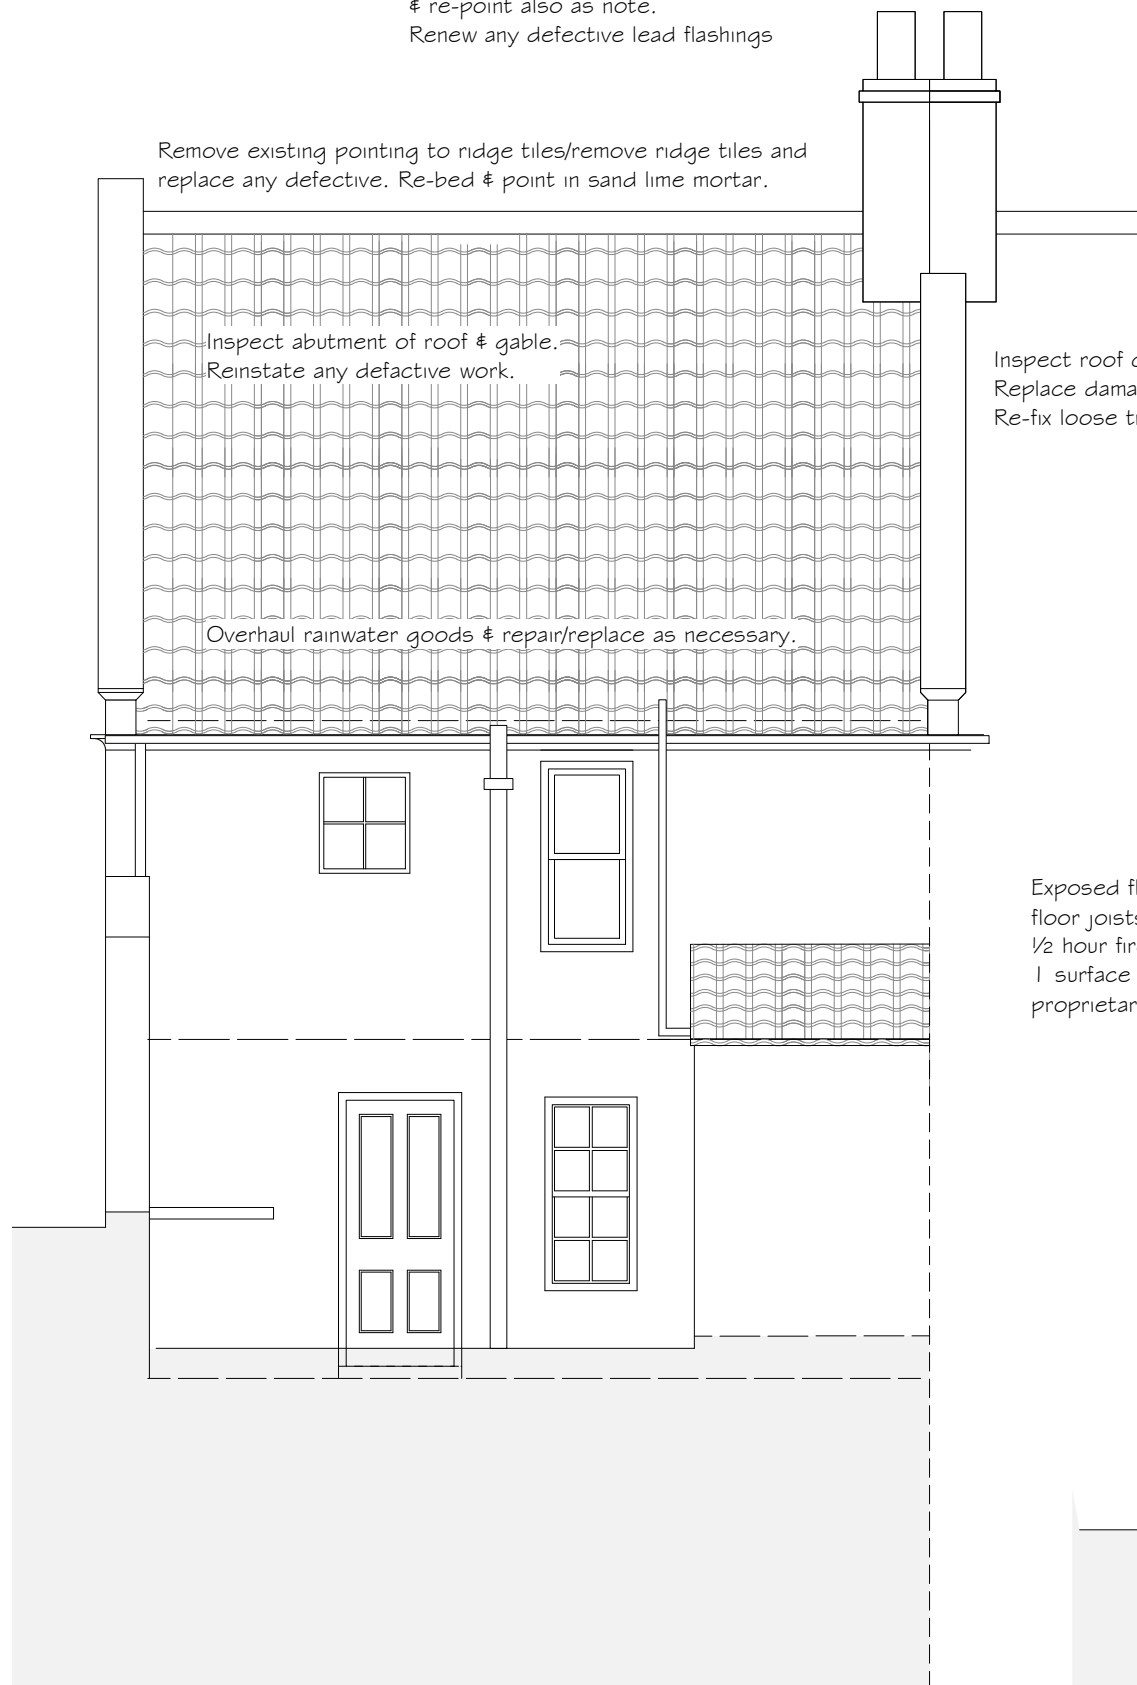 & re-point also as note.
Renew any defective lead flashings
Remove existing pointing to ridge tiles/remove ridge tiles and
replace any defective. Re-bed & point in sand lime mortar.
Inspect abutment of roof & gable.
Reinstate any defactive work.
Inspect roof
Replace
Re-fix loose
Overhaul rainwater goods & repair/replace as necessary.
Exposed
floor joists
½ hour
1 surface